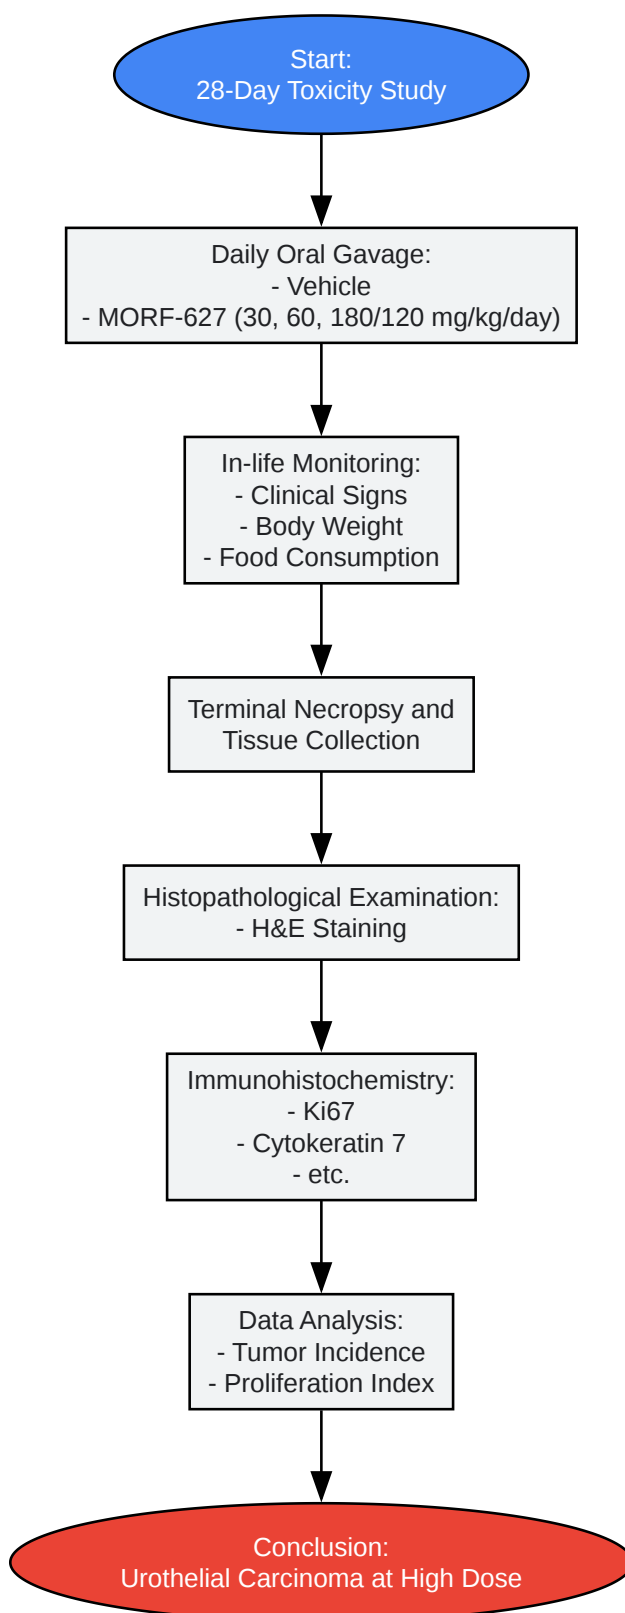 Start:
28-Day Toxicity Study
Daily Oral Gavage:
- Vehicle
- MORF-627 (30, 60, 180/120 mg/kg/day)
In-life Monitoring:
- Clinical Signs
- Body Weight
- Food Consumption
Terminal Necropsy and
Tissue Collection
Histopathological Examination:
- H&E Staining
Immunohistochemistry:
- Ki67
- Cytokeratin 7
- etc.
Data Analysis:
- Tumor Incidence
- Proliferation Index
Conclusion:
Urothelial Carcinoma at High Dose